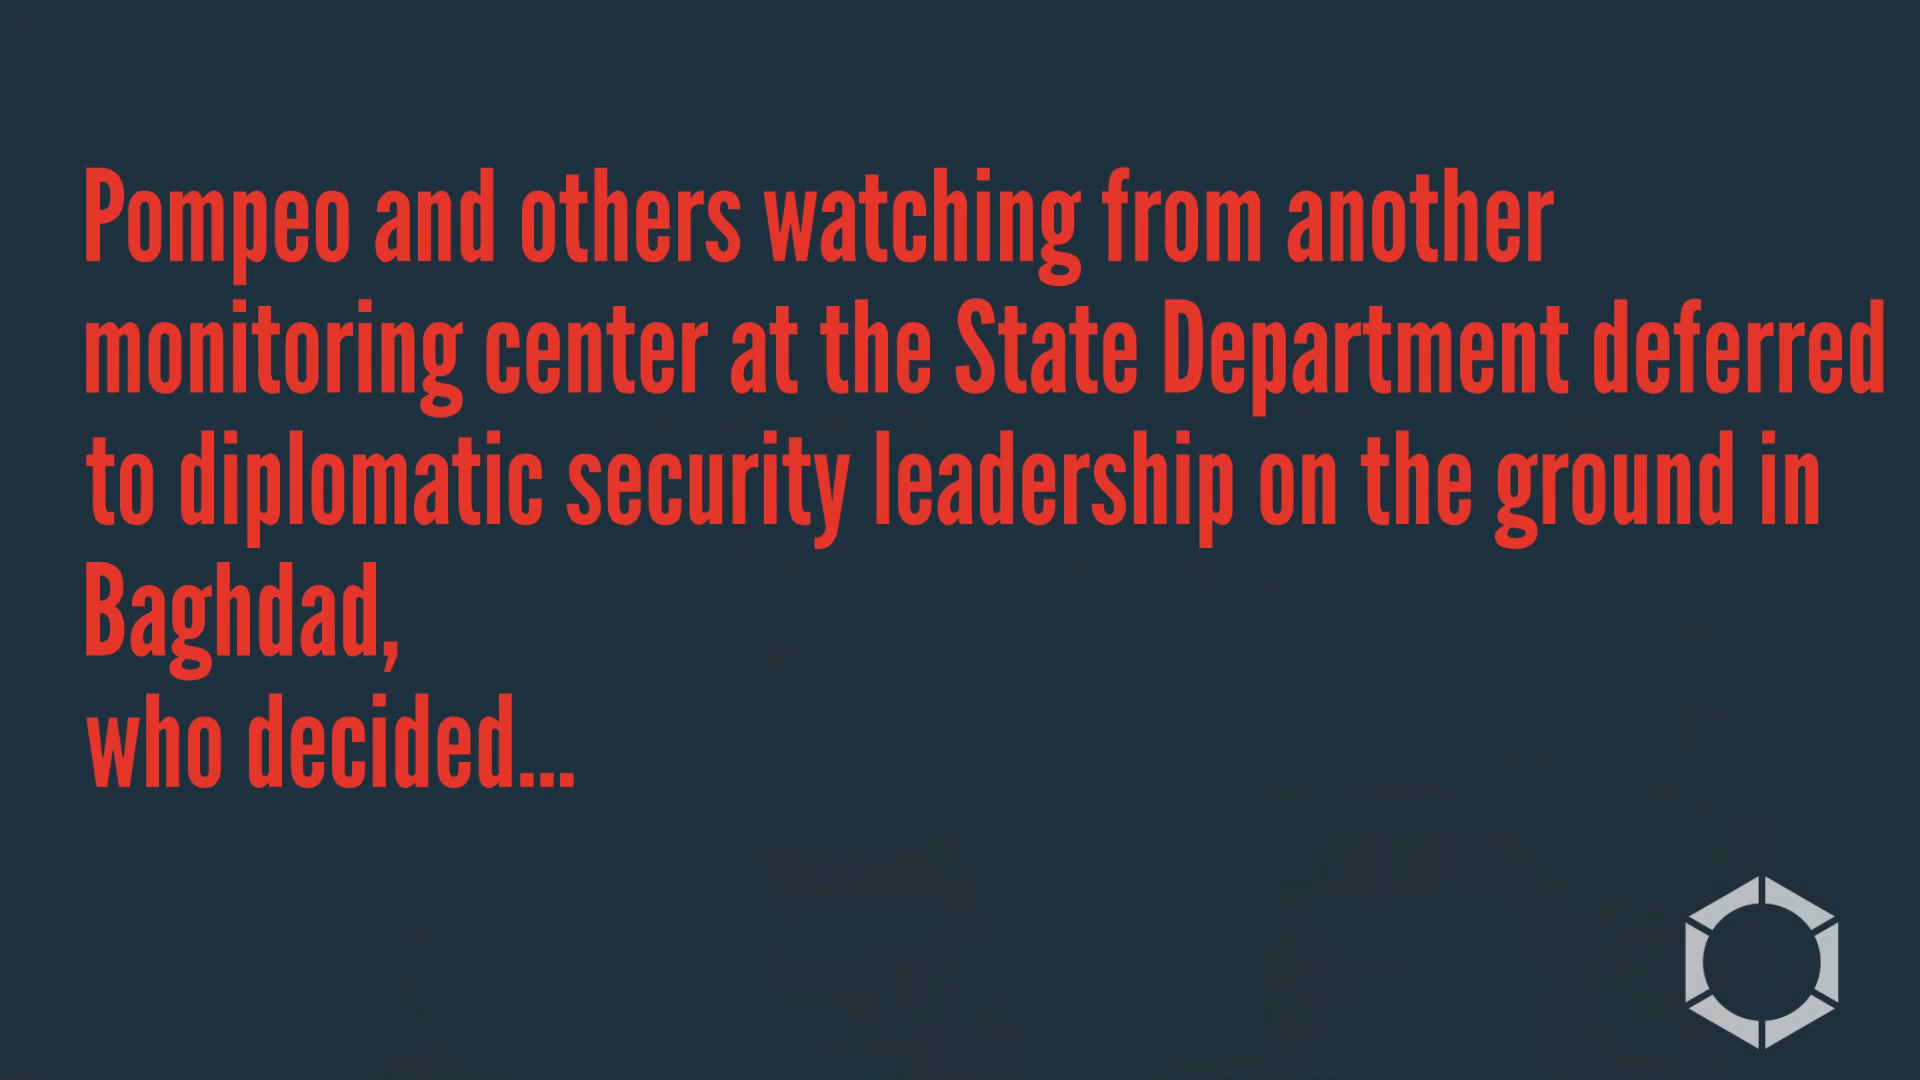 Pompeo and others watching from another
monitoring center at the State Department deferred
to diplomatic security leadership on the ground in
Baghdad,
who decided...